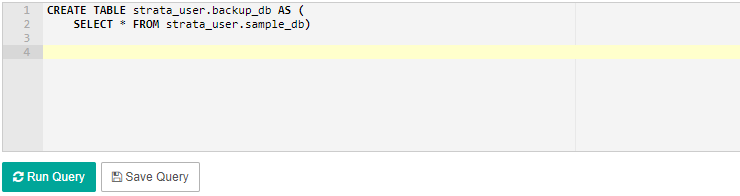 1 CREATE TABLE strata_user.backup_db AS (
2 SELECT * FROM strata_user.sample_db)
3
4
Run Query Save Query